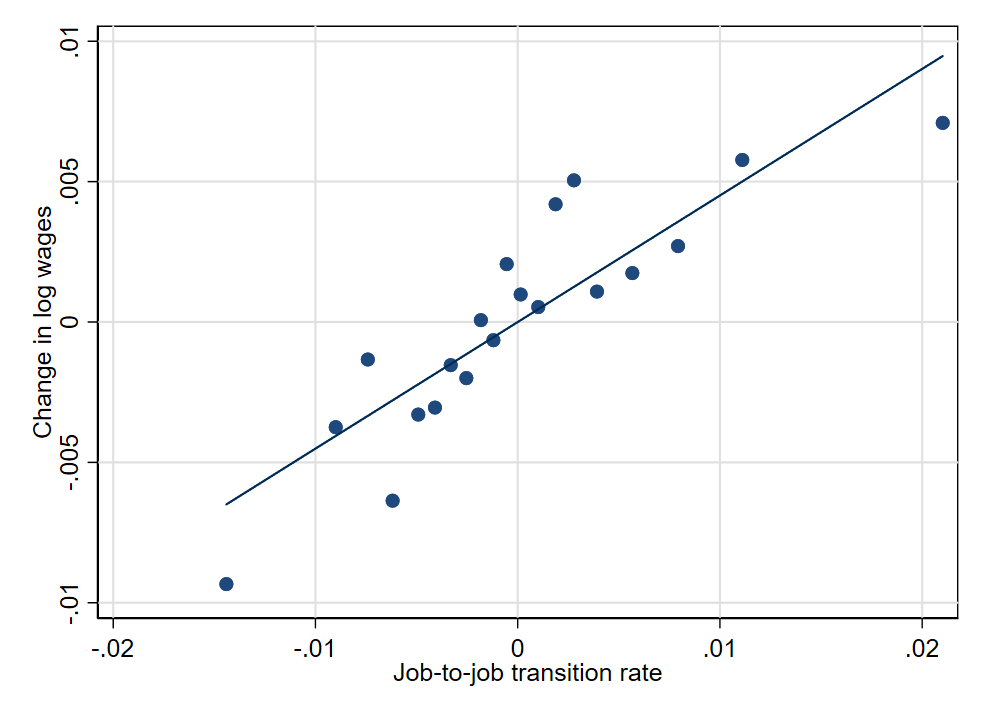 .01
.005
0
-.005
-.01
Change in log wages
-.02 -.01 0 .01 .02
Job-to-job transition rate